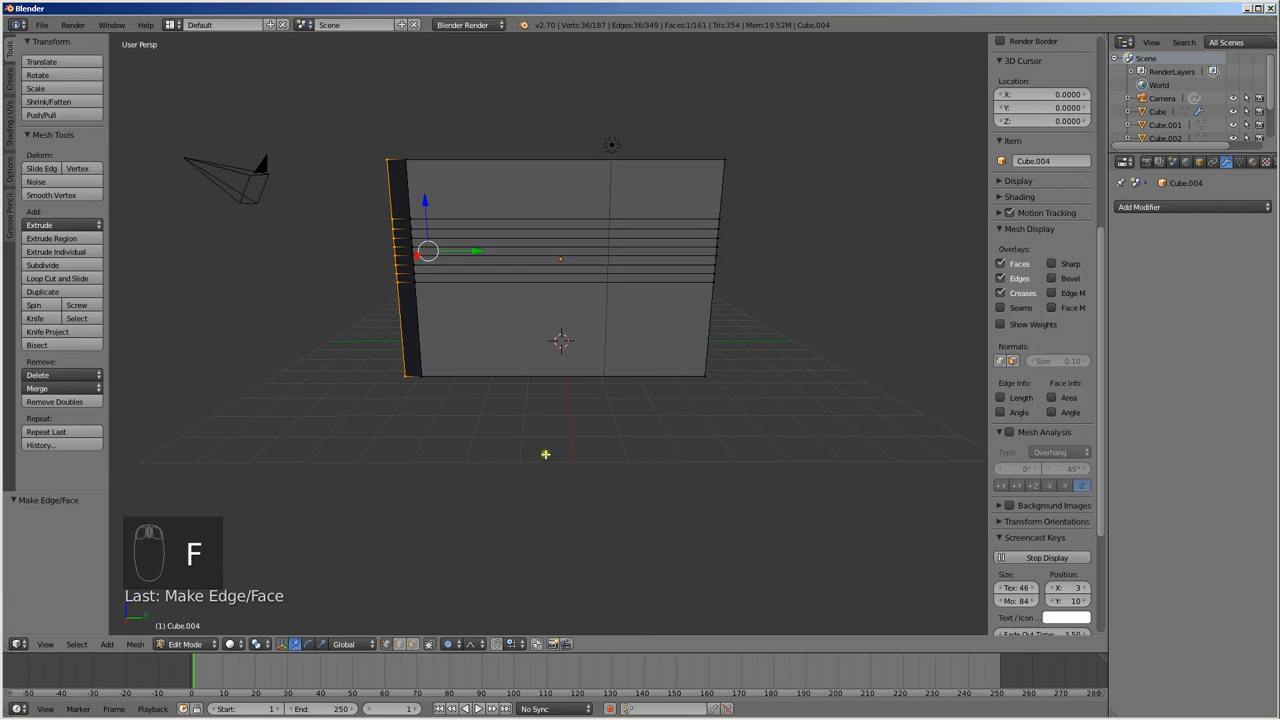 Blender
File Render Window Help Default Scene Blender Render v2.70 | Verts:36/187 | Edges:36/349 | Faces:1/161 | Tris:354 | Mem:19.52M | Cube.004
Transform
Translate
Rotate
Scale
Shrink/Fatten
Push/Pull
Mesh Tools
Deform:
Slide Edg Vertex
Noise
Smooth Vertex
Add:
Extrude
Extrude Region
Extrude Individual
Subdivide
Loop Cut and Slide
Duplicate
Spin Screw
Knife Select
Knife Project
Bisect
Remove:
Delete
Merge
Remove Doubles
Repeat:
Repeat Last
History...
Make Edge/Face
Tools
Create
Shading / UVs
Options
Grease Pencil
User Persp
F
Last: Make Edge/Face
(1) Cube.004
Render Border
3D Cursor
Location:
X: 0.0000
Y: 0.0000
Z: 0.0000
Item
Cube.004
Display
Shading
Motion Tracking
Mesh Display
Overlays:
Faces Sharp
Edges Bevel
Creases Edge M
Seams Face M
Show Weights
Normals:
Size: 0.10
Edge Info: Face Info:
Length Area
Angle Angle
Mesh Analysis
Type: Overhang
0° 45°
+X +Y +Z -X -Y -Z
Background Images
Transform Orientations
Screencast Keys
Stop Display
Size: Position:
Tex: 46 X: 3
Mo: 84 Y: 10
Text / Icon...
Fade Out Time: 3.50
View Search All Scenes
Scene
RenderLayers
World
Camera
Cube
Cube.001
Cube.002
Cube.004
Add Modifier
View Select Add Mesh Edit Mode Global
-50 -40 -30 -20 -10 0 10 20 30 40 50 60 70 80 90 100 110 120 130 140 150 160 170 180 190 200 210 220 230 240 250 260 270 280
View Marker Frame Playback Start: 1 End: 250 1 No Sync